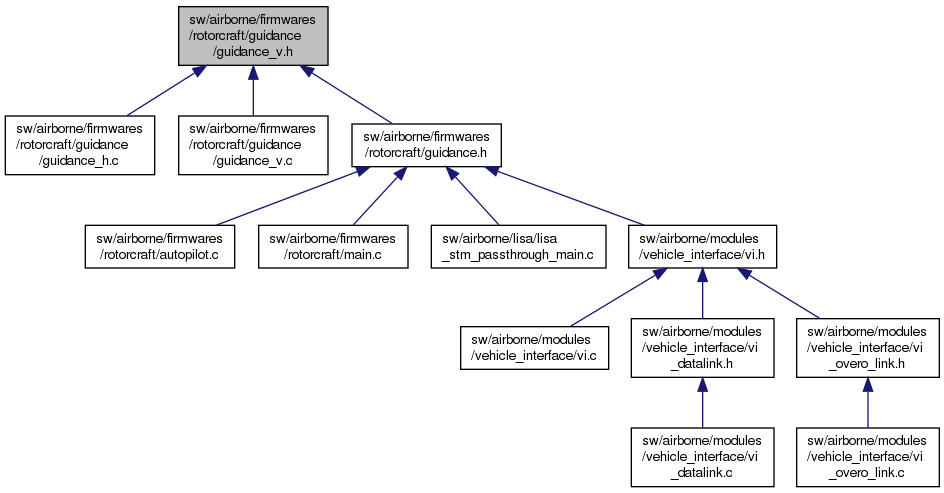 sw/airborne/firmwares
/rotorcraft/guidance
/guidance_v.h
sw/airborne/firmwares
/rotorcraft/guidance
/guidance_h.c
sw/airborne/firmwares
/rotorcraft/guidance
/guidance_v.c
sw/airborne/firmwares
/rotorcraft/guidance.h
sw/airborne/firmwares
/rotorcraft/autopilot.c
sw/airborne/firmwares
/rotorcraft/main.c
sw/airborne/lisa/lisa
_stm_passthrough_main.c
sw/airborne/modules
/vehicle_interface/vi.h
sw/airborne/modules
/vehicle_interface/vi.c
sw/airborne/modules
/vehicle_interface/vi
_datalink.h
sw/airborne/modules
/vehicle_interface/vi
_overo_link.h
sw/airborne/modules
/vehicle_interface/vi
_datalink.c
sw/airborne/modules
/vehicle_interface/vi
_overo_link.c